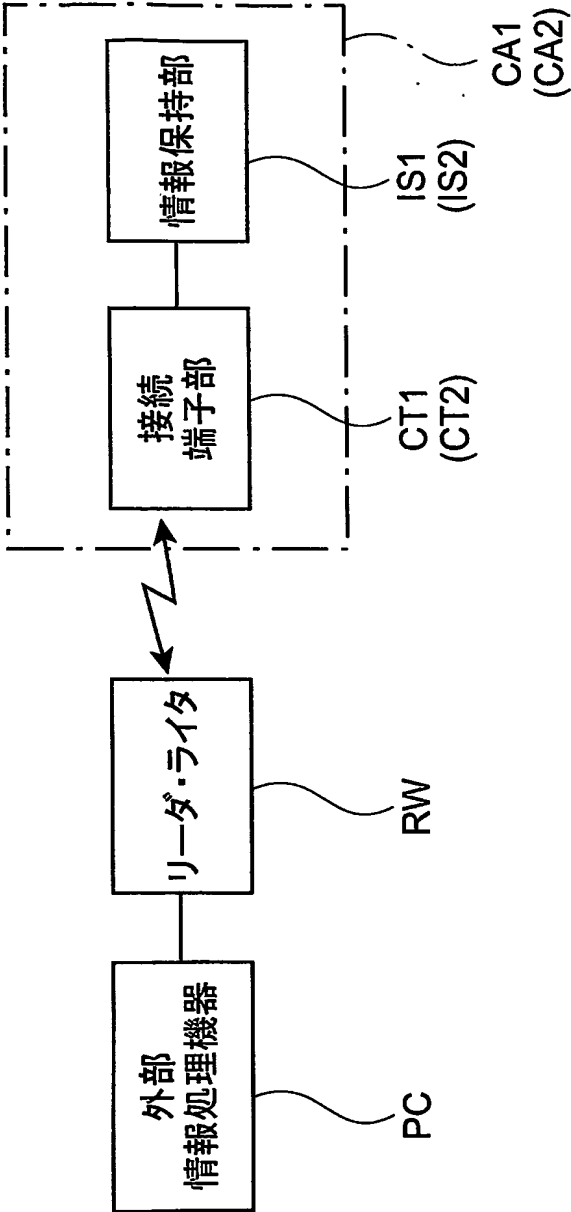 外部
情報処理機器
PC
リーダ・ライタ
RW
接続
端子部
CT1
(CT2)
情報保持部
IS1
(IS2)
CA1
(CA2)